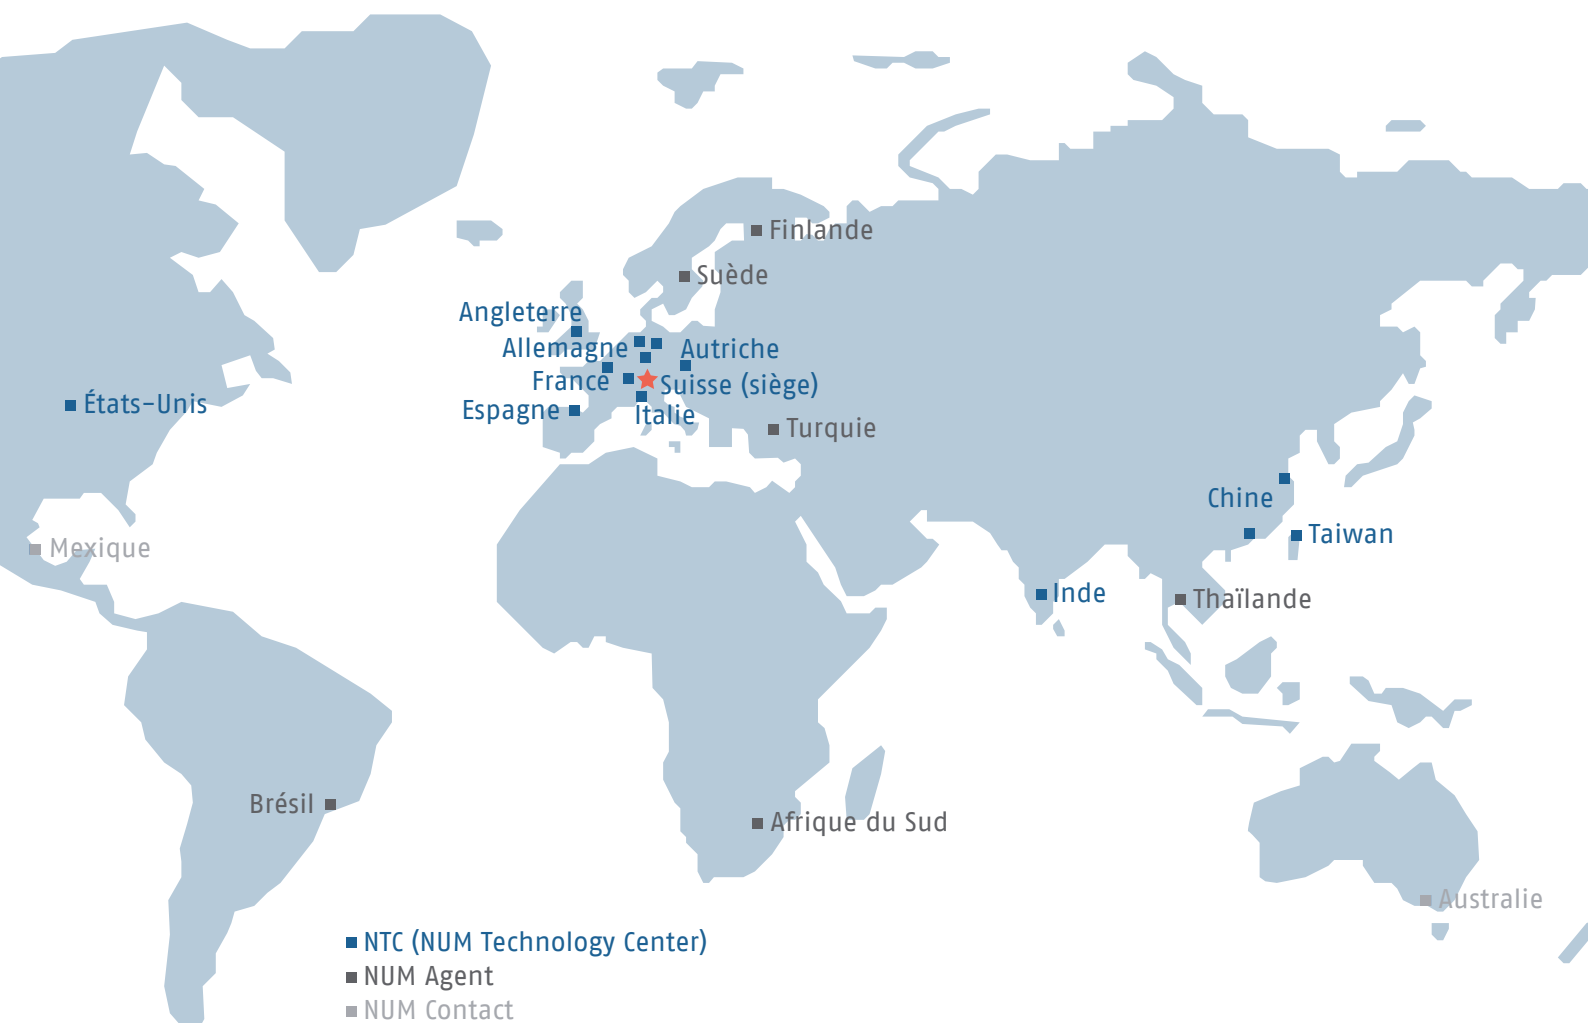 Finlande
Suède
Angleterre
Allemagne
Autriche
France
Suisse (siège)
États-Unis
Espagne
Italie
Turquie
Chine
Taiwan
Mexique
Inde
Thaïlande
Brésil
Afrique du Sud
Australie
NTC (NUM Technology Center)
NUM Agent
NUM Contact